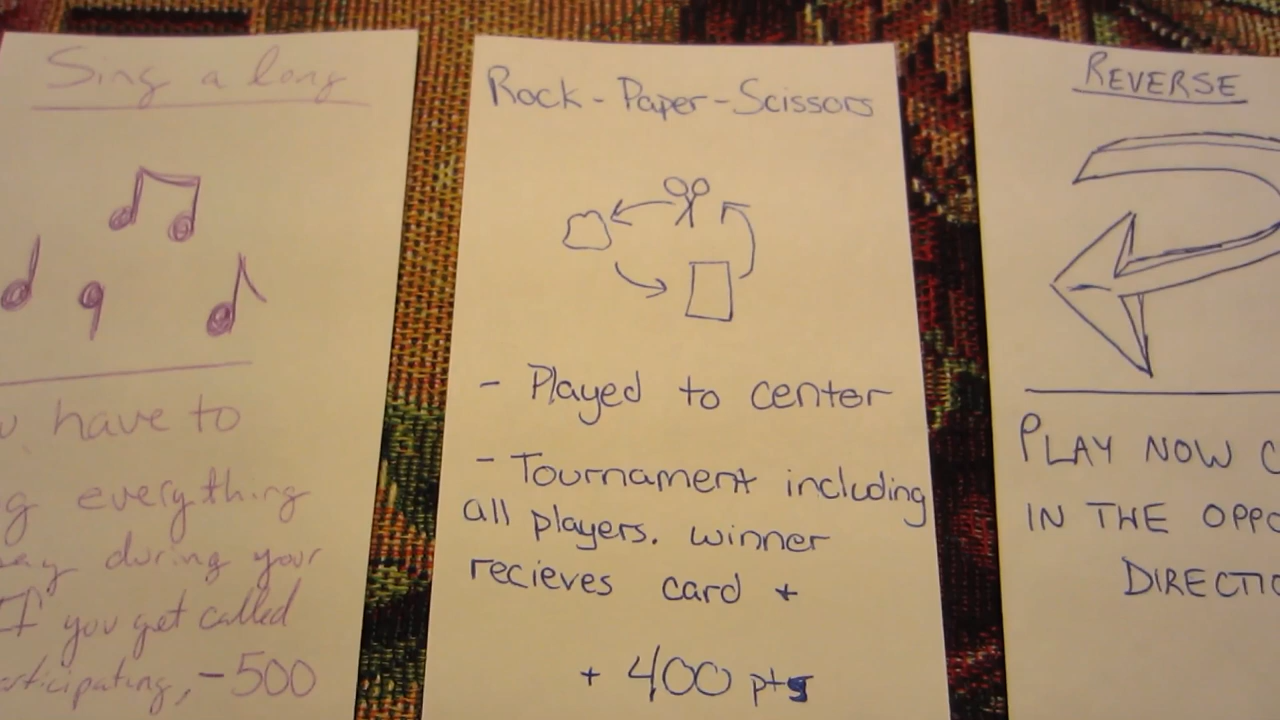 Sing a long
have to
g everything
ay during your
If you get called
articipating, -500
Rock-Paper-Scissors
- Played to center
- Tournament including
all players. winner
recieves card +
+ 400 pts
REVERSE
PLAY NOW C
IN THE OPPO
DIRECTIO